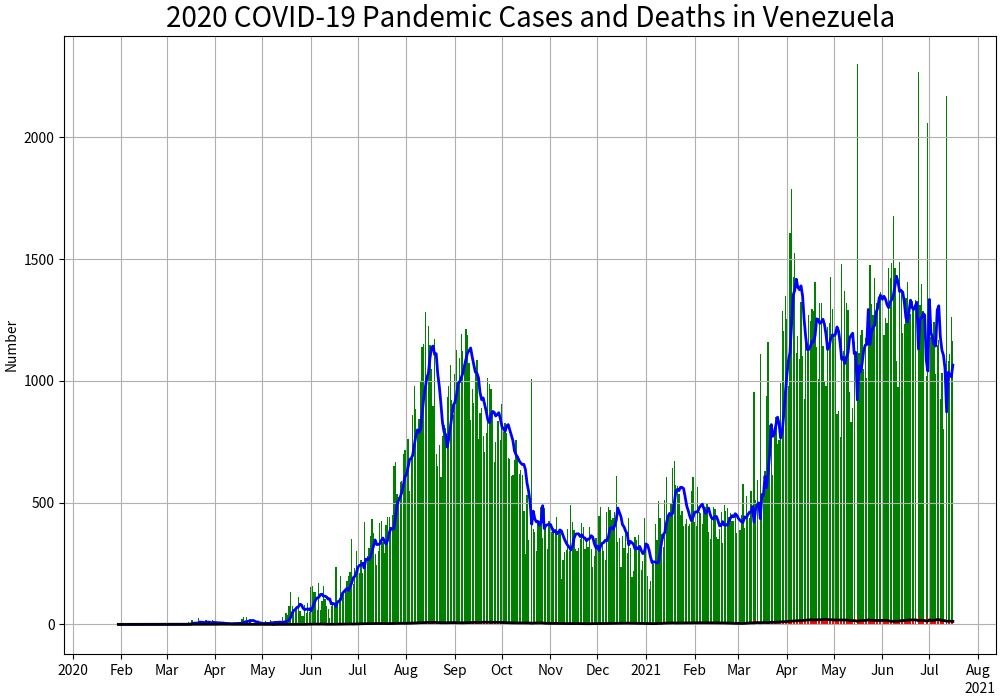 2020 COVID-19 Pandemic Cases and Deaths in Venezuela
Number
2000
1500
1000
500
0
2020 Feb Mar Apr May Jun Jul Aug Sep Oct Nov Dec 2021 Feb Mar Apr May Jun Jul Aug
2021